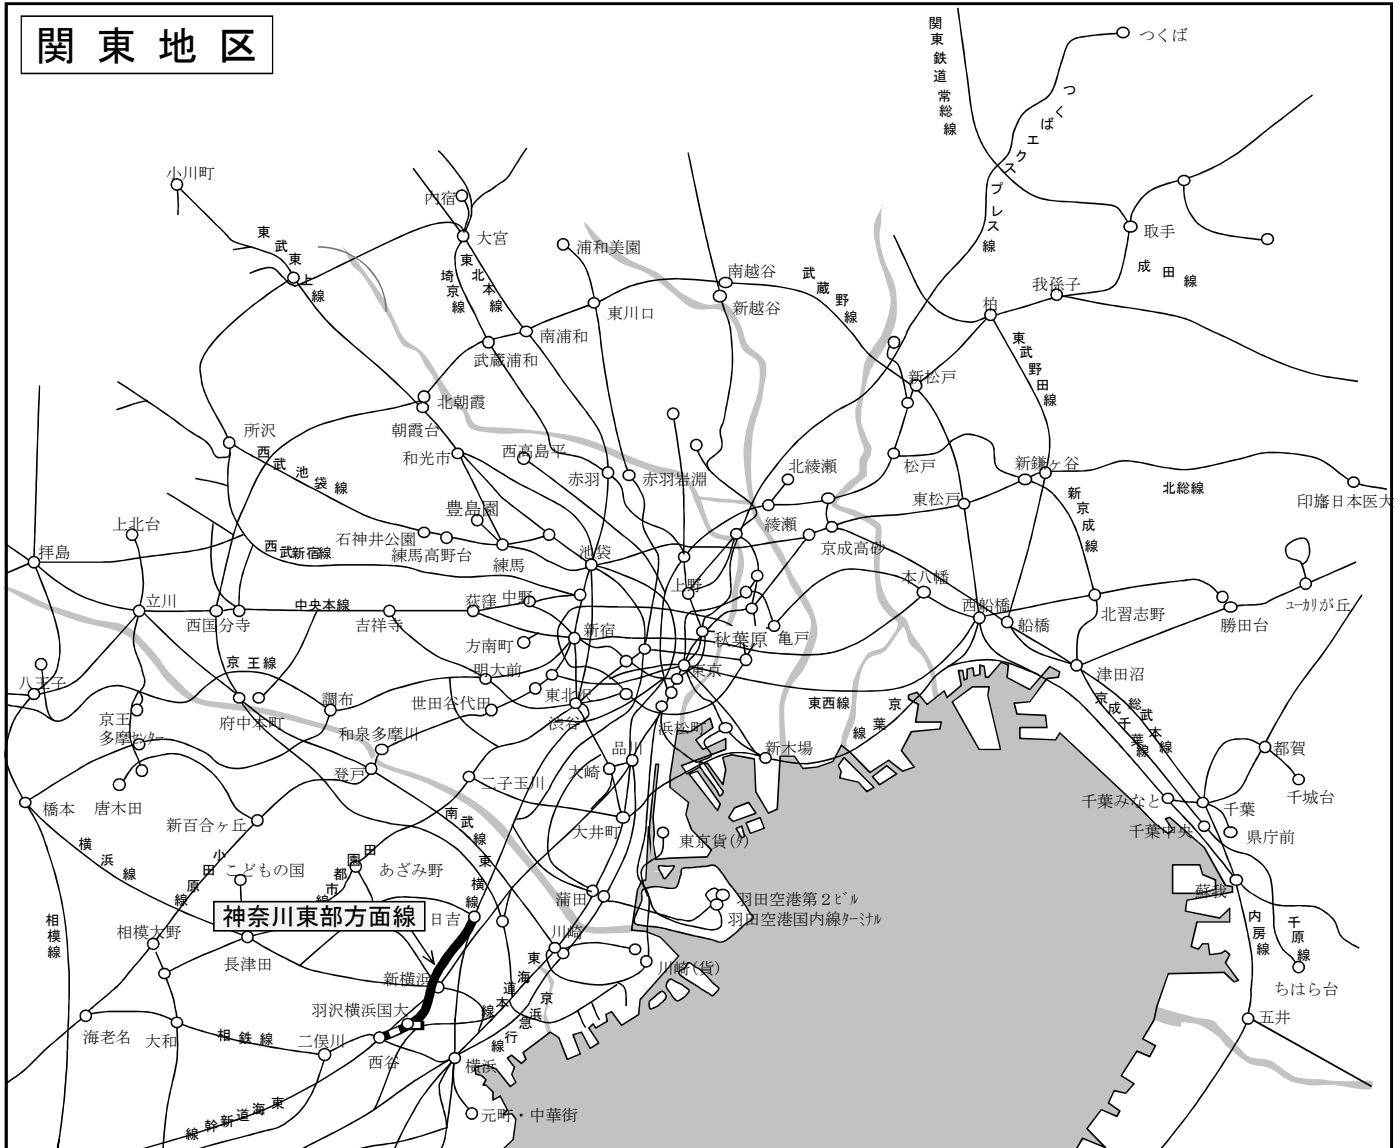 関東地区
関東鉄道常総線
つくば
つくばエクスプレス線
小川町
内宿
大宮
浦和美園
東武東上線
埼京線
東北本線
南越谷
新越谷
武蔵野線
取手
成田線
我孫子
柏
東川口
南浦和
武蔵浦和
東武野田線
新松戸
北朝霞
朝霞台
和光市
所沢
西武池袋線
西高島平
赤羽
赤羽岩淵
北綾瀬
松戸
新鎌ヶ谷
北総線
印旛日本医大
東松戸
新京成線
豊島園
石神井公園
練馬高野台
練馬
綾瀬
京成高砂
上北台
拝島
西武新宿線
池袋
上野
本八幡
西船橋
船橋
北習志野
勝田台
ユーカリが丘
立川
西国分寺
中央本線
吉祥寺
荻窪
中野
方南町
新宿
秋葉原
亀戸
東京
津田沼
京王線
明大前
八王子
京王
多摩センター
府中本町
調布
世田谷代田
東北沢
和泉多摩川
渋谷
浜松町
東西線
京葉線
総武本線
京成千葉線
新木場
品川
大崎
登戸
二子玉川
都賀
千城台
唐木田
橋本
新百合ヶ丘
南武線
大井町
東京貨(タ)
千葉みなと
千葉
千葉中央
県庁前
横浜線
小田原線
こどもの国
田園都市線
あざみ野
東横線
蒲田
羽田空港第2ビル
羽田空港国内線ターミナル
蘇我
神奈川東部方面線
日吉
相模線
相模大野
長津田
川崎
川崎(貨)
内房線
千原線
ちはら台
新横浜
羽沢横浜国大
東海道本線
京浜急行線
五井
海老名
大和
相鉄線
二俣川
西谷
横浜
東海道新幹線
元町・中華街